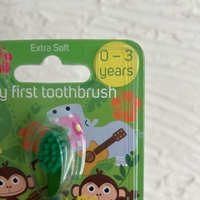 Extra Soft
0 - 3
years
y first toothbrush